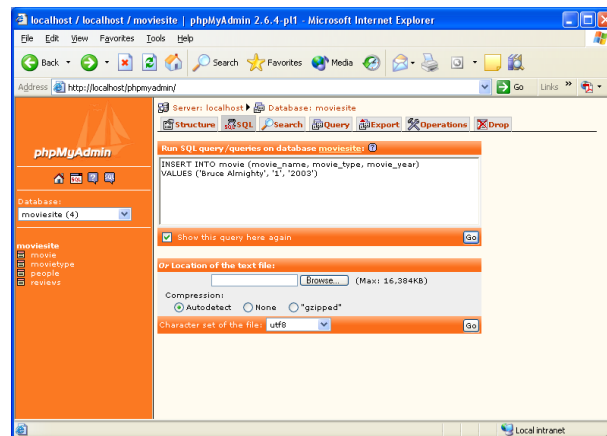 localhost / localhost / moviesite | phpMyAdmin 2.6.4-pl1 - Microsoft Internet Explorer
File Edit View Favorites Tools Help
Back Search Favorites Media
Address http://localhost/phpmyadmin/ Go Links »
Server: localhost Database: moviesite
Structure SQL Search Query Export Operations Drop
phpMyAdmin
Run SQL query/queries on database moviesite:
INSERT INTO movie (movie_name, movie_type, movie_year)
VALUES ('Bruce Almighty', '1', '2003')
SQL
Database:
moviesite (4)
Show this query here again Go
moviesite
movie
movietype
people
reviews
Or Location of the text file:
Browse... (Max: 16,384KB)
Compression:
Autodetect None "gzipped"
Character set of the file: utf8 Go
Local intranet